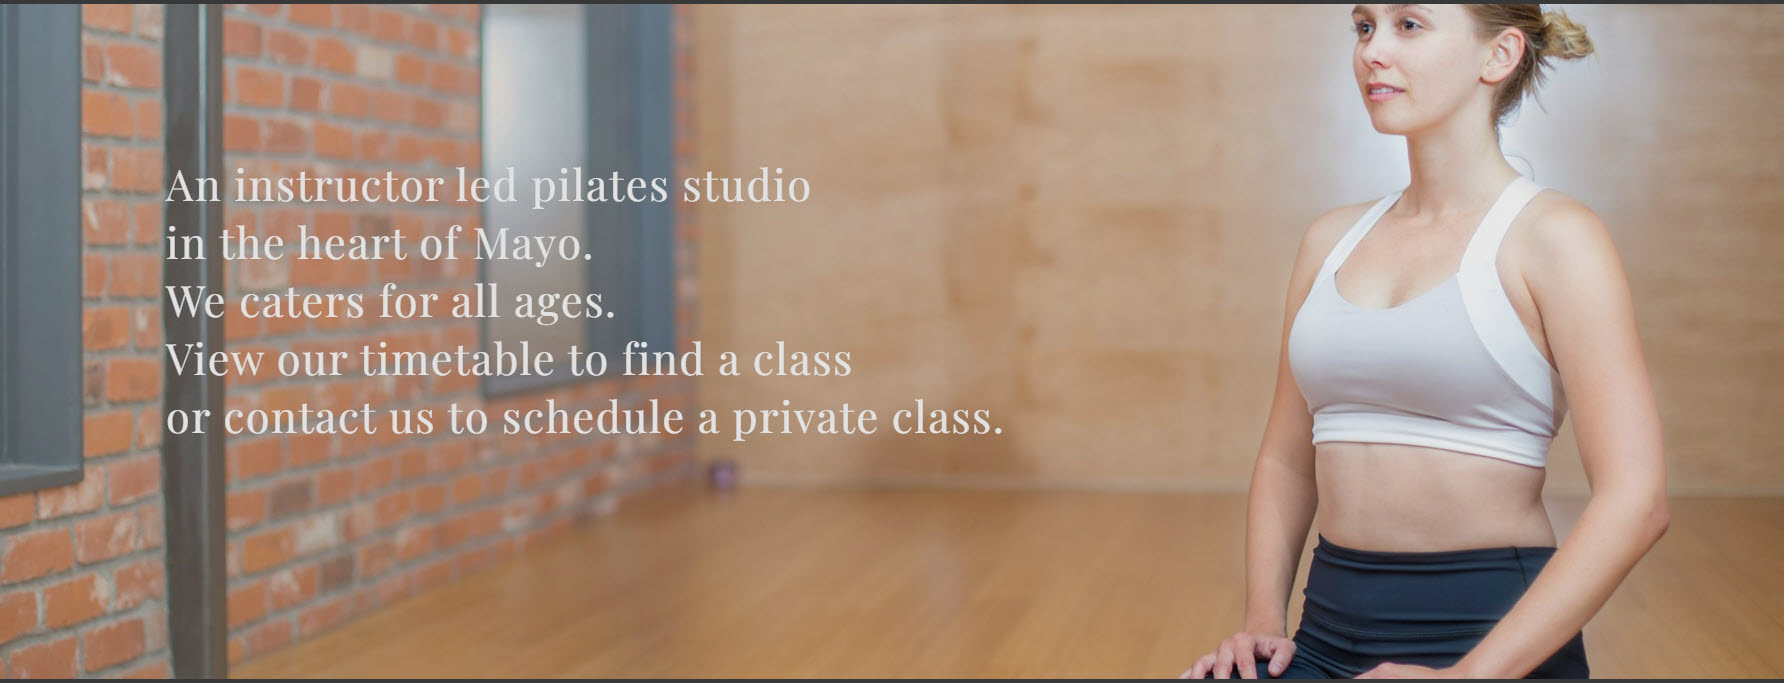 An instructor led pilates studio
in the heart of Mayo.
We caters for all ages.
View our timetable to find a class
or contact us to schedule a private class.